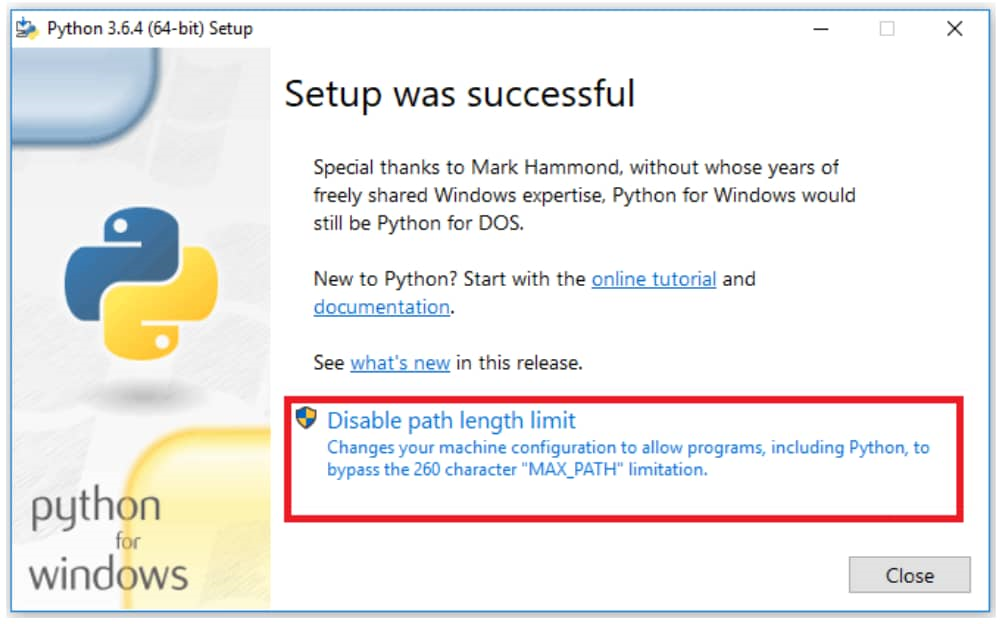 Python 3.6.4 (64-bit) Setup
Setup was successful
Special thanks to Mark Hammond, without whose years of
freely shared Windows expertise, Python for Windows would
still be Python for DOS.
New to Python? Start with the online tutorial and
documentation.
See what's new in this release.
Disable path length limit
Changes your machine configuration to allow programs, including Python, to
bypass the 260 character "MAX_PATH" limitation.
python
for
windows
Close